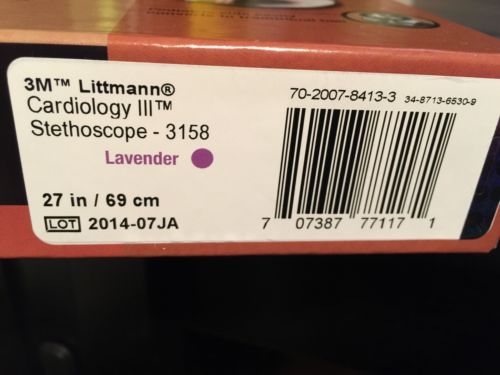 3M™ Littmann®
Cardiology III™
Stethoscope - 3158
Lavender
27 in / 69 cm
LOT 2014-07JA
70-2007-8413-3 34-8713-6530-9
7 07387 77117 1